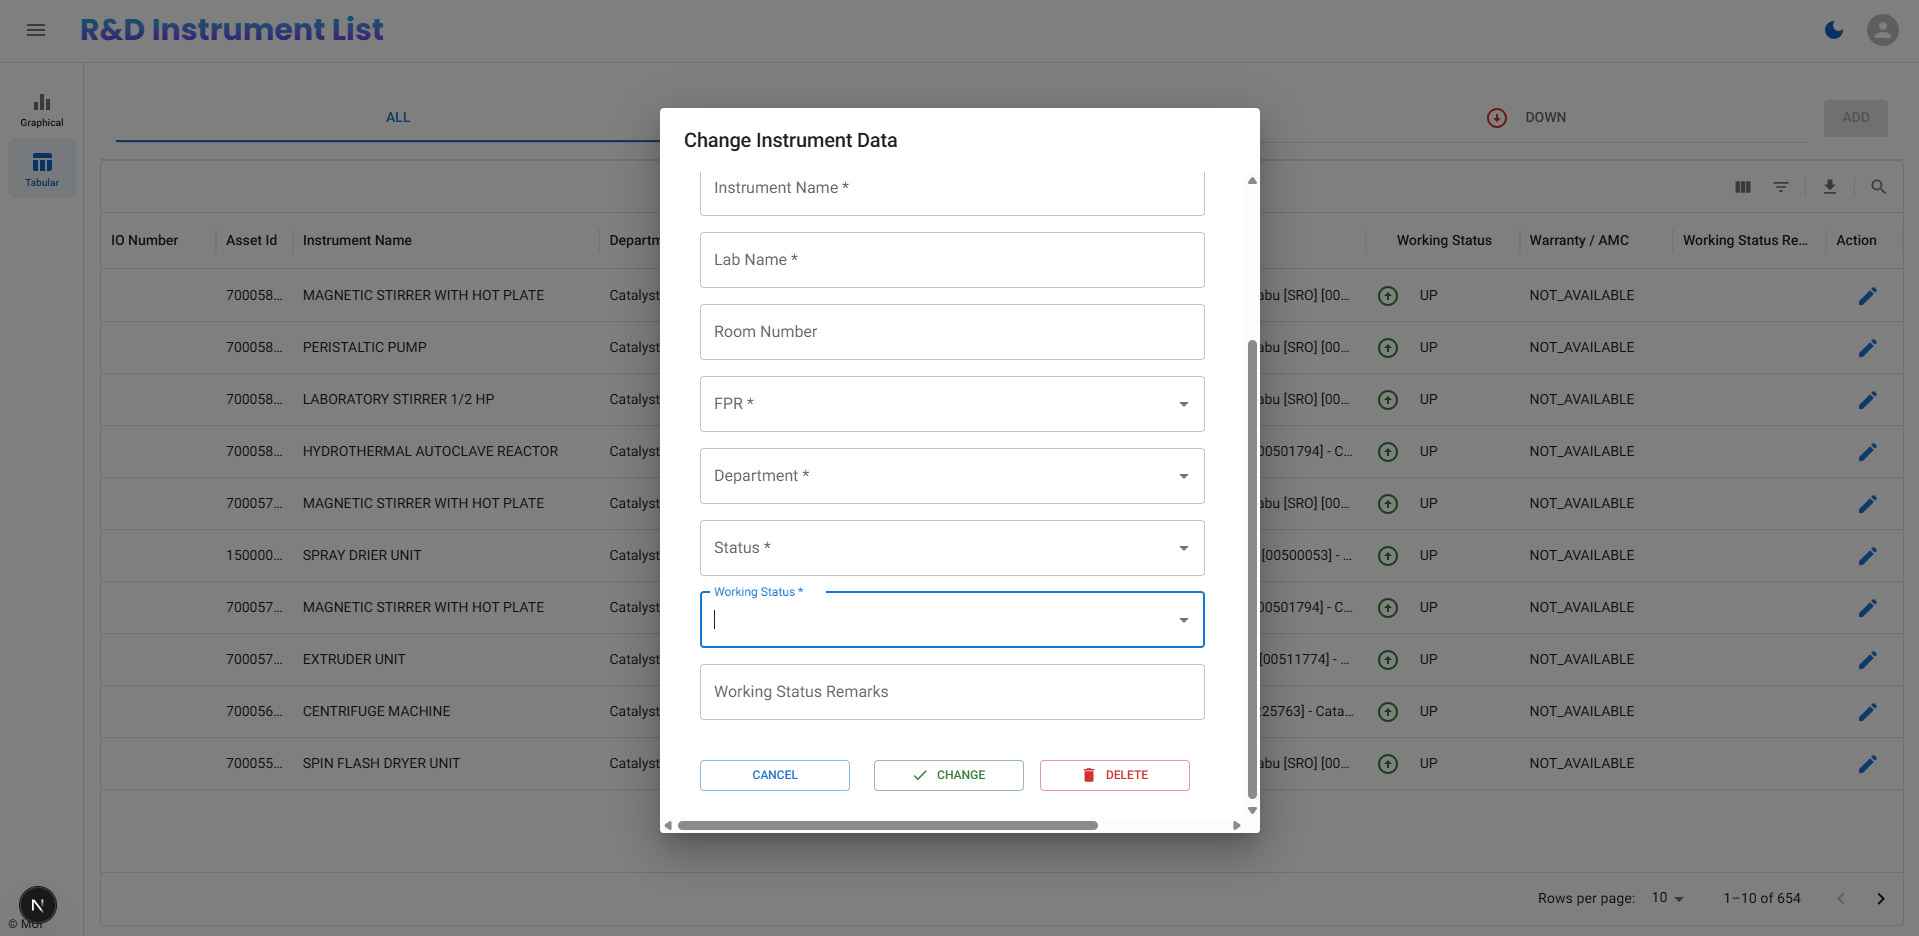 R&D Instrument List
Graphical
Tabular
ALL
DOWN
ADD
IO Number
Asset Id
Instrument Name
Departm
Working Status
Warranty / AMC
Working Status Re...
Action
700058... MAGNETIC STIRRER WITH HOT PLATE Catalyst abu [SRO] [00... UP NOT_AVAILABLE
700058... PERISTALTIC PUMP Catalyst abu [SRO] [00... UP NOT_AVAILABLE
700058... LABORATORY STIRRER 1/2 HP Catalyst abu [SRO] [00... UP NOT_AVAILABLE
700058... HYDROTHERMAL AUTOCLAVE REACTOR Catalyst 00501794] - C... UP NOT_AVAILABLE
700057... MAGNETIC STIRRER WITH HOT PLATE Catalyst abu [SRO] [00... UP NOT_AVAILABLE
150000... SPRAY DRIER UNIT Catalyst [00500053] - ... UP NOT_AVAILABLE
700057... MAGNETIC STIRRER WITH HOT PLATE Catalyst 00501794] - C... UP NOT_AVAILABLE
700057... EXTRUDER UNIT Catalyst [00511774] - ... UP NOT_AVAILABLE
700056... CENTRIFUGE MACHINE Catalyst 25763] - Cata... UP NOT_AVAILABLE
700055... SPIN FLASH DRYER UNIT Catalyst abu [SRO] [00... UP NOT_AVAILABLE
Change Instrument Data
Instrument Name *
Lab Name *
Room Number
FPR *
Department *
Status *
Working Status *
Working Status Remarks
CANCEL
CHANGE
DELETE
Rows per page: 10 1–10 of 654
N
©